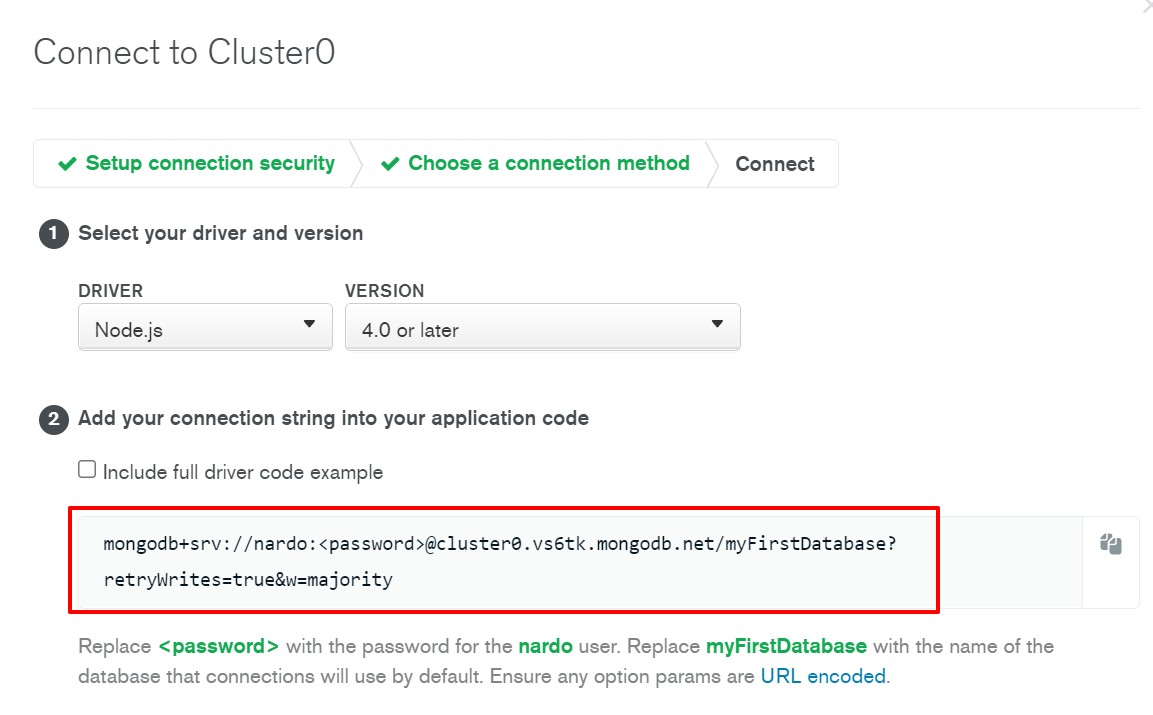 Connect to Cluster0
Setup connection security
Choose a connection method
Connect
1 Select your driver and version
DRIVER
VERSION
Node.js
4.0 or later
2 Add your connection string into your application code
Include full driver code example
mongodb+srv://nardo:<password>@cluster0.vs6tk.mongodb.net/myFirstDatabase?
retryWrites=true&w=majority
Replace <password> with the password for the nardo user. Replace myFirstDatabase with the name of the
database that connections will use by default. Ensure any option params are URL encoded.